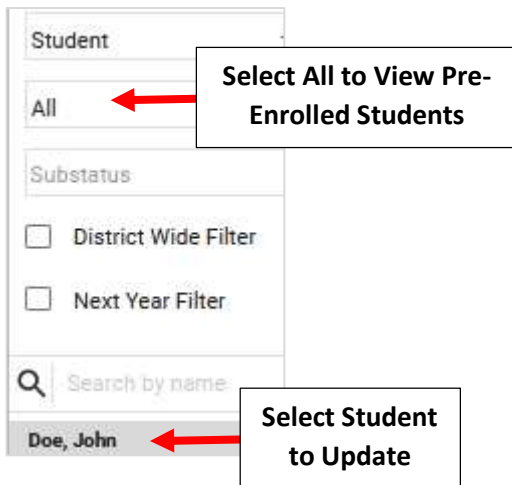 Student
Select All to View Pre-
Enrolled Students
All
Substatus
District Wide Filter
Next Year Filter
Search by name
Select Student
to Update
Doe, John